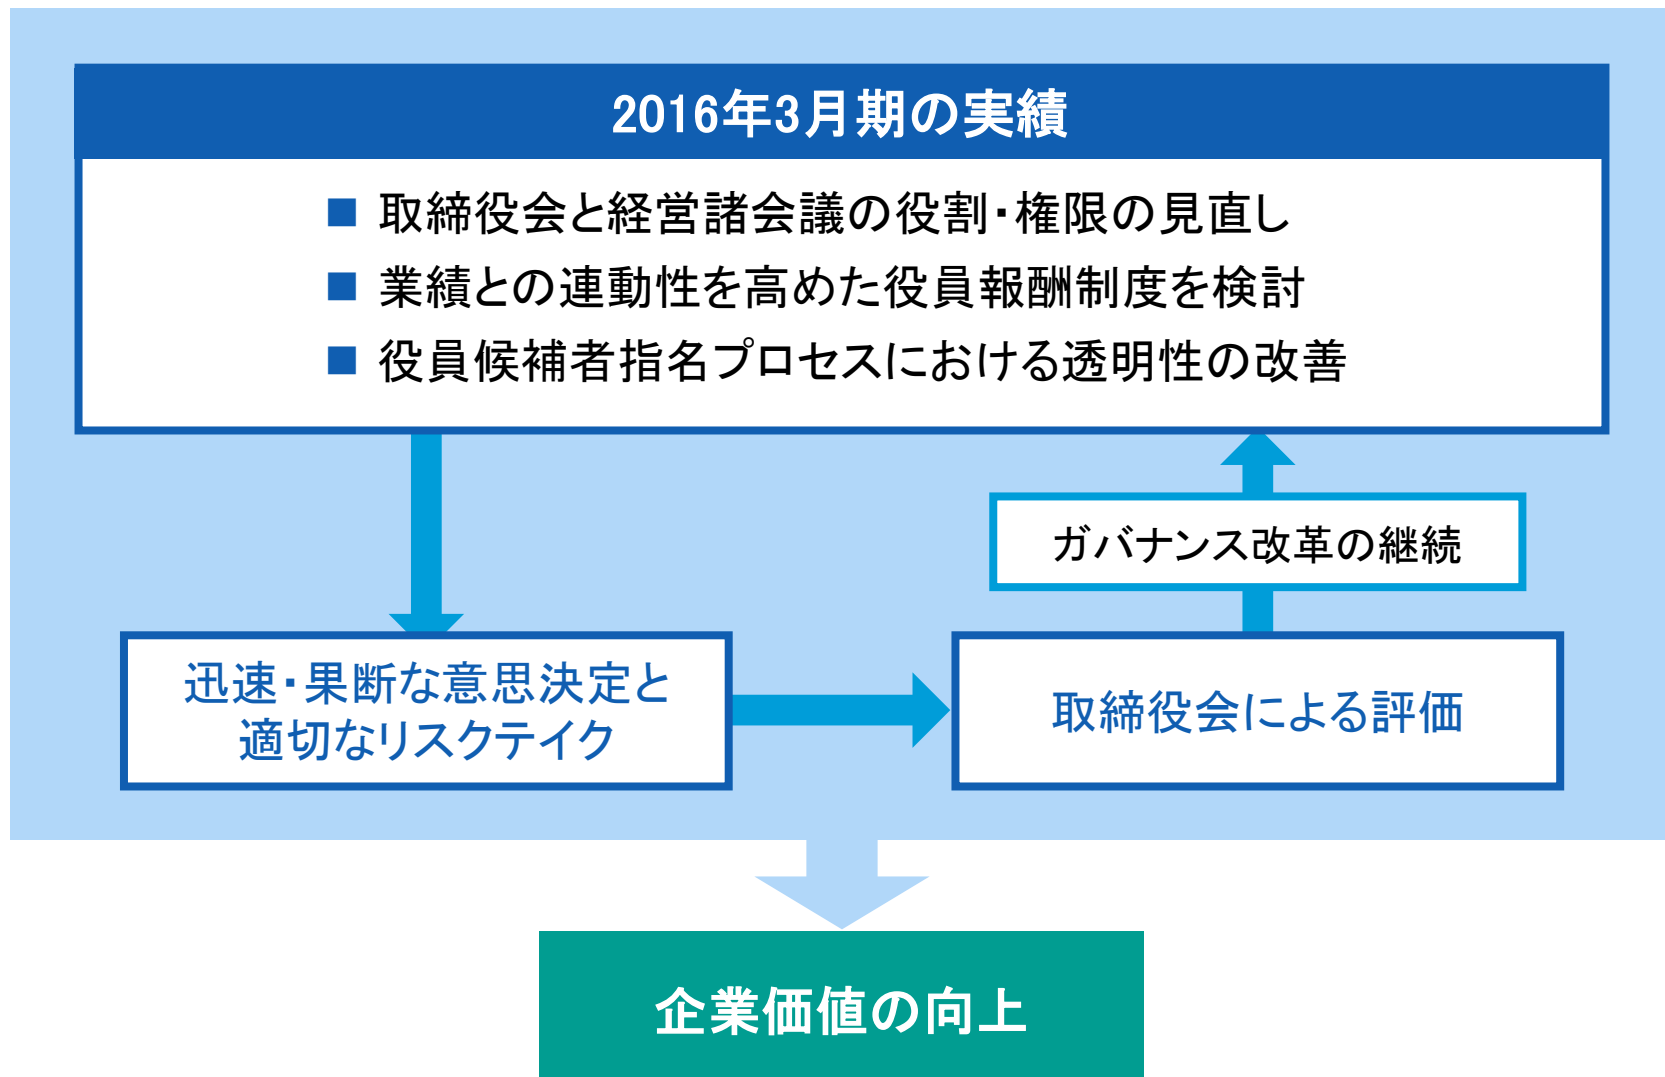 2016年3月期の実績
■ 取締役会と経営諸会議の役割・権限の見直し
■ 業績との連動性を高めた役員報酬制度を検討
■ 役員候補者指名プロセスにおける透明性の改善
ガバナンス改革の継続
迅速・果断な意思決定と
適切なリスクテイク
取締役会による評価
企業価値の向上